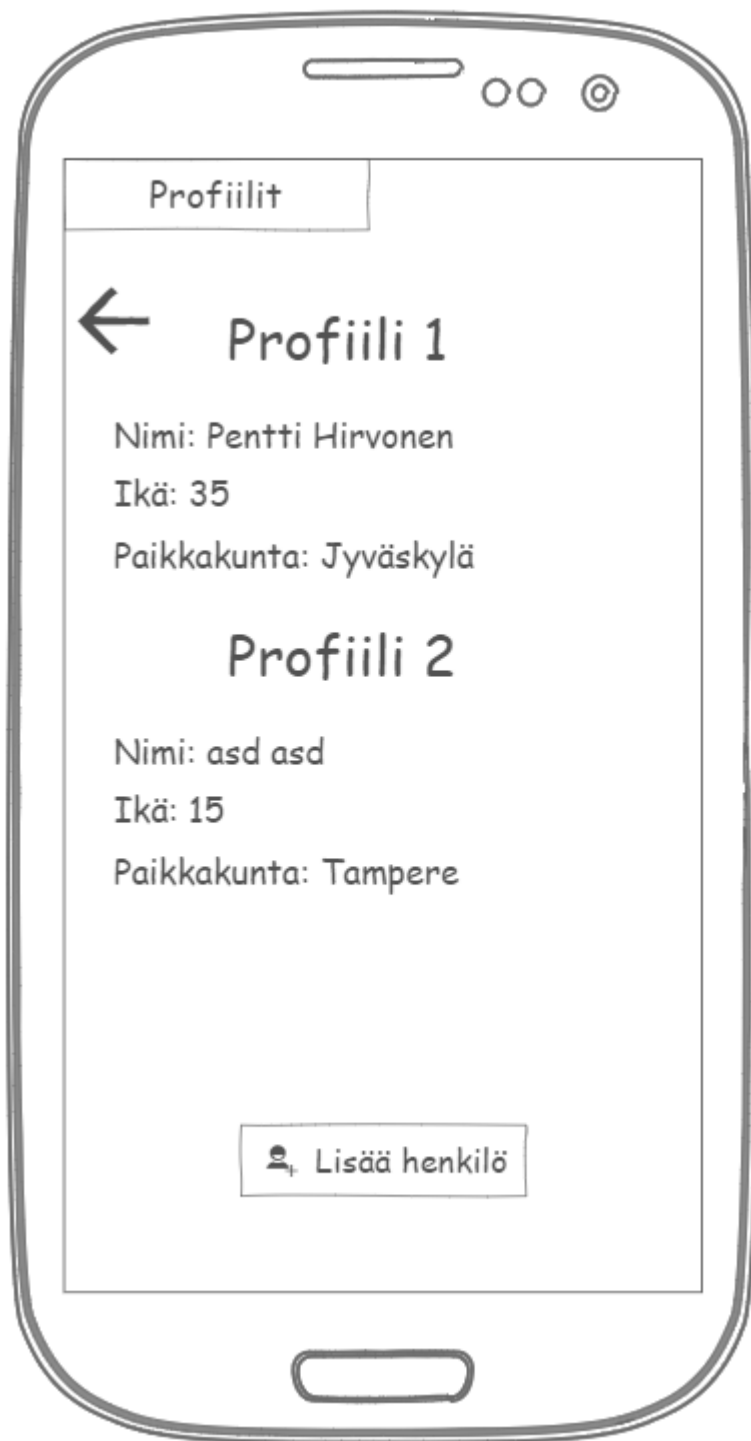 Profiilit
Profiili 1
Nimi: Pentti Hirvonen
Ikä: 35
Paikkakunta: Jyväskylä
Profiili 2
Nimi: asd asd
Ikä: 15
Paikkakunta: Tampere
Lisää henkilö